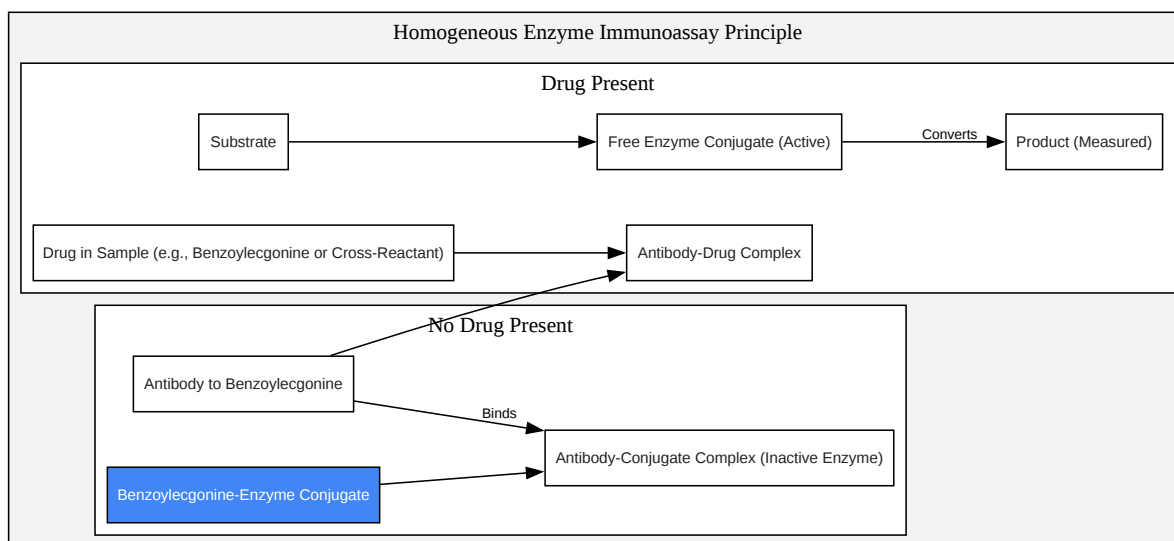 Homogeneous Enzyme Immunoassay Principle
Drug Present
Substrate
Free Enzyme Conjugate (Active)
Converts
Product (Measured)
Drug in Sample (e.g., Benzoylecgonine or Cross-Reactant)
Antibody-Drug Complex
No Drug Present
Antibody to Benzoylecgonine
Binds
Antibody-Conjugate Complex (Inactive Enzyme)
Benzoylecgonine-Enzyme Conjugate